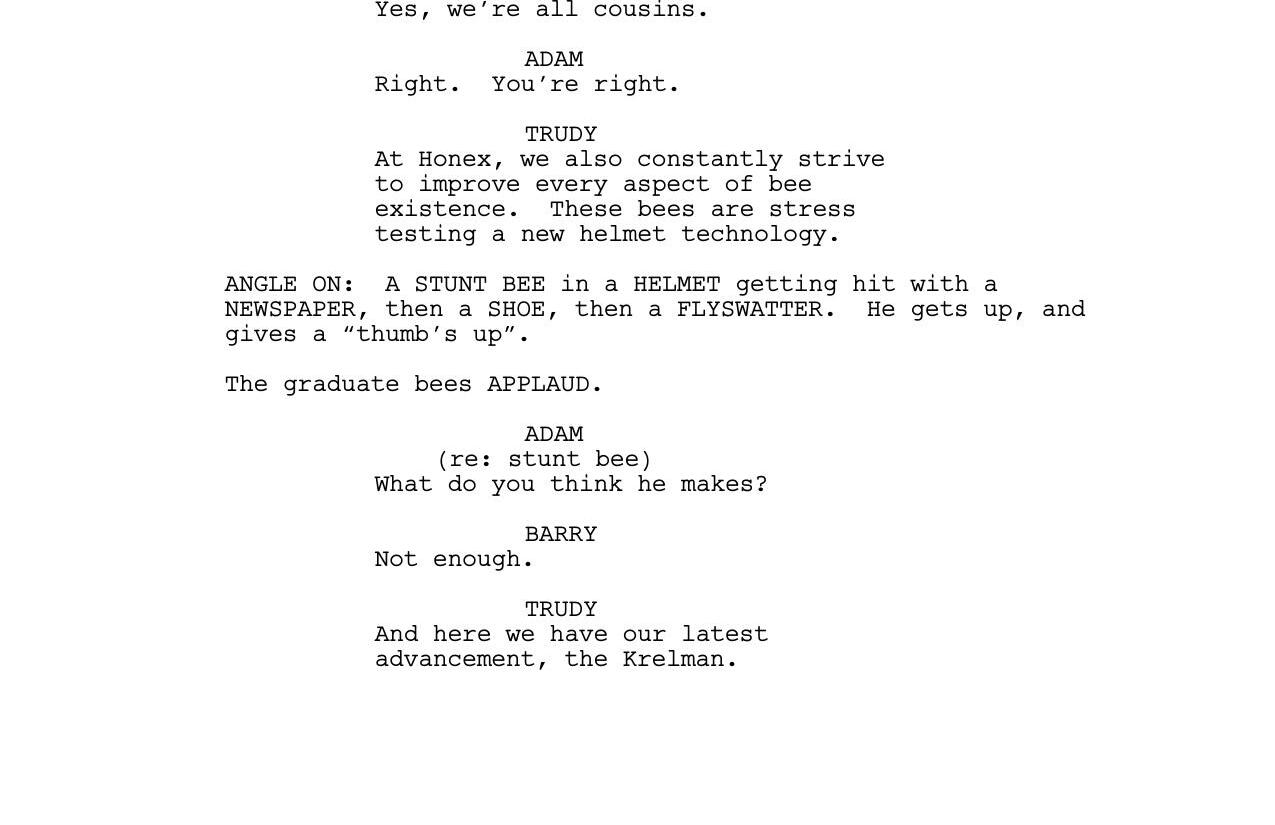 Yes, we’re all cousins.
ADAM
Right.  You’re right.
TRUDY
At Honex, we also constantly strive
to improve every aspect of bee
existence.  These bees are stress
testing a new helmet technology.
ANGLE ON:  A STUNT BEE in a HELMET getting hit with a
NEWSPAPER, then a SHOE, then a FLYSWATTER.  He gets up, and
gives a “thumb’s up”.
The graduate bees APPLAUD.
ADAM
(re: stunt bee)
What do you think he makes?
BARRY
Not enough.
TRUDY
And here we have our latest
advancement, the Krelman.